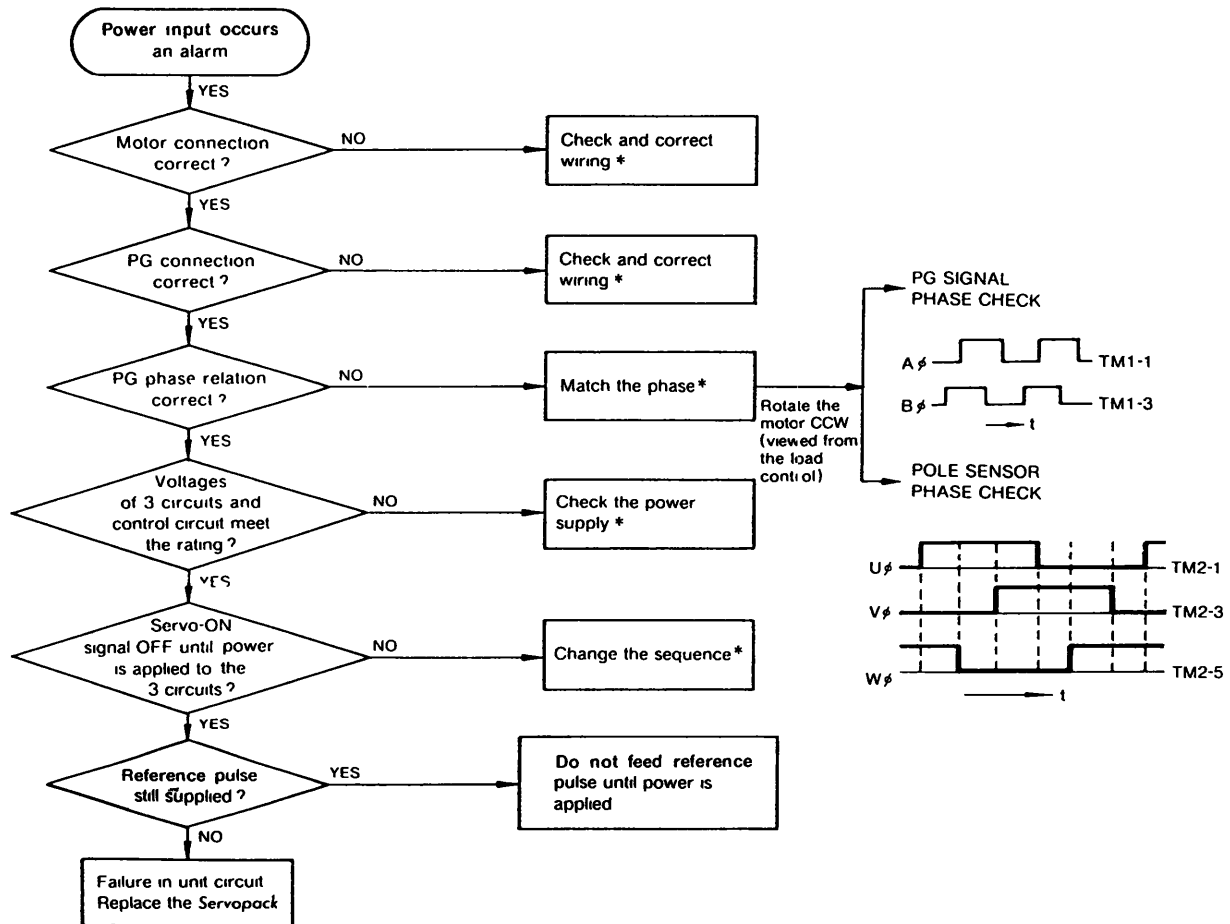 Power input occurs
an alarm
YES
Motor connection
correct?
NO
Check and correct
wiring *
YES
PG connection
correct?
NO
Check and correct
wiring *
YES
PG phase relation
correct?
NO
Match the phase*
Rotate the
motor CCW
(viewed from
the load
control)
PG SIGNAL
PHASE CHECK
Aφ
TM1-1
Bφ
TM1-3
t
POLE SENSOR
PHASE CHECK
Uφ
TM2-1
Vφ
TM2-3
Wφ
TM2-5
t
YES
Voltages
of 3 circuits and
control circuit meet
the rating?
NO
Check the power
supply *
YES
Servo-ON
signal OFF until power
is applied to the
3 circuits?
NO
Change the sequence*
YES
Reference pulse
still supplied?
YES
Do not feed reference
pulse until power is
applied
NO
Failure in unit circuit
Replace the Servopack